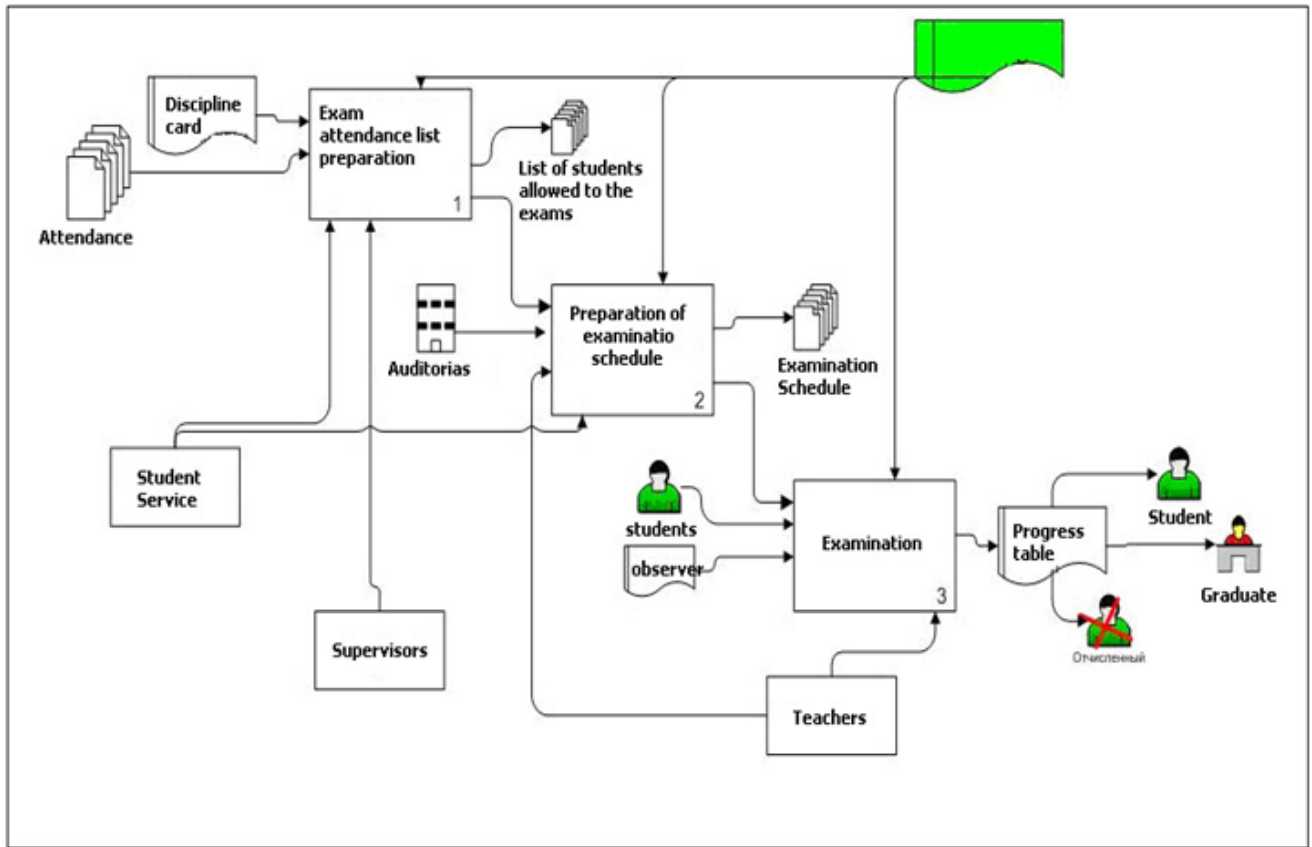 Discipline
card
Exam
attendance list
preparation
1
List of students
allowed to the
exams
Attendance
Preparation of
examinatio
schedule
2
Auditorias
Examination
Schedule
Student
Service
students
observer
Examination
3
Progress
table
Student
Graduate
Отчисленный
Supervisors
Teachers